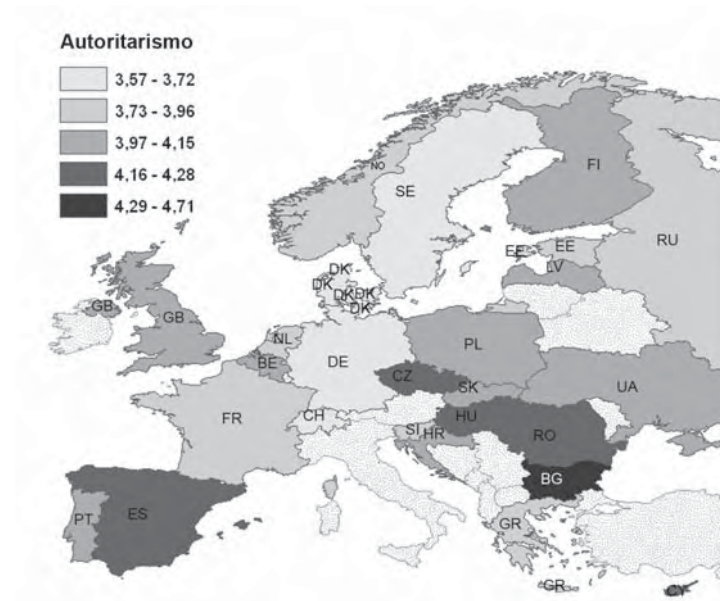 Autoritarismo
3,57 - 3,72
3,73 - 3,96
3,97 - 4,15
4,16 - 4,28
4,29 - 4,71
NO
SE
FI
RU
EE
EE
LV
DK
DK
DK
DK
DK
GB
GB
NL
BE
DE
PL
CZ
SK
UA
FR
CH
SI
HR
HU
RO
BG
PT
ES
GR
GR
CY